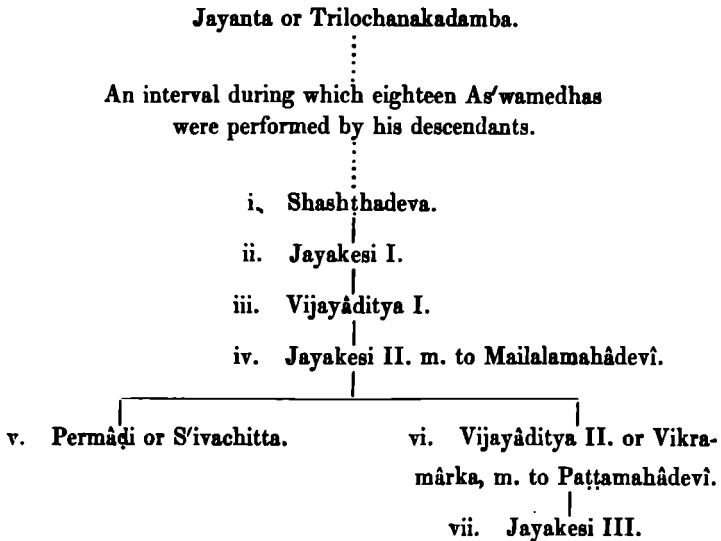 Jayanta or Trilochanakadamba.
An interval during which eighteen As'wamedhas
were performed by his descendants.
i. Shashṭhadeva.
ii. Jayakesi I.
iii. Vijayâditya I.
iv. Jayakesi II. m. to Mailalamahâdevî.
v. Permâḍi or S'ivachitta.
vi. Vijayâditya II. or Vikra-
mârka, m. to Paṭṭamahâdevî.
vii. Jayakesi III.